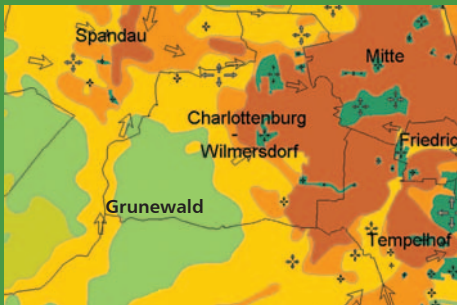 Spandau
Mitte
Charlottenburg
-
Wilmersdorf
Friedric
Grunewald
Tempelhof